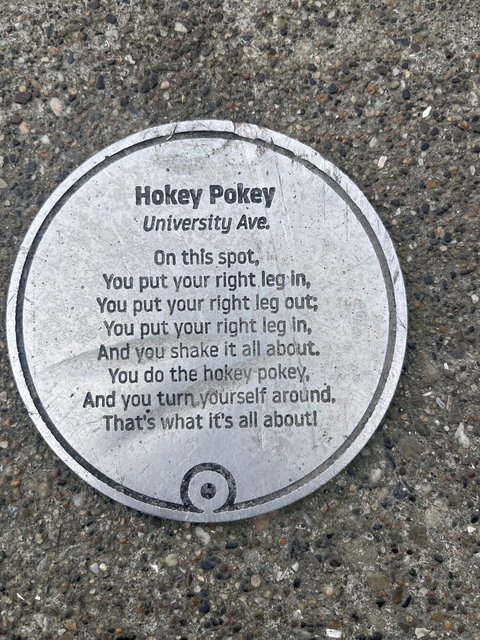 Hokey Pokey
University Ave.
On this spot,
You put your right leg in,
You put your right leg out;
You put your right leg in,
And you shake it all about.
You do the hokey pokey,
And you turn yourself around,
That's what it's all about!